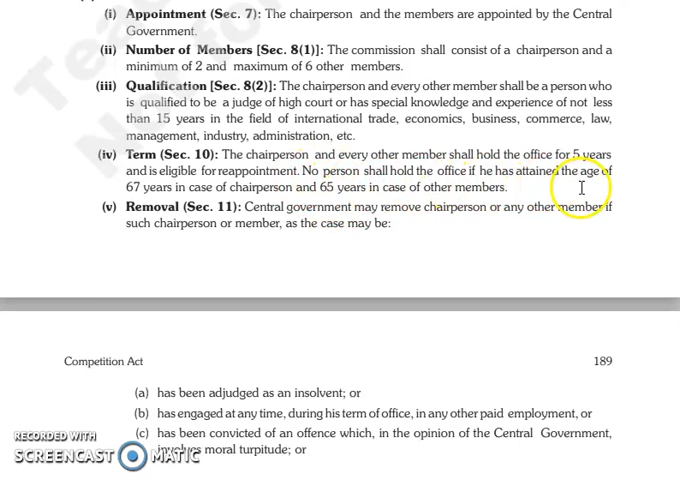 (i) Appointment (Sec. 7): The chairperson and the members are appointed by the Central
Government.
(ii) Number of Members [Sec. 8(1)]: The commission shall consist of a chairperson and a
minimum of 2 and maximum of 6 other members.
(iii) Qualification [Sec. 8(2)]: The chairperson and every other member shall be a person who
is qualified to be a judge of high court or has special knowledge and experience of not less
than 15 years in the field of international trade, economics, business, commerce, law,
management, industry, administration, etc.
(iv) Term (Sec. 10): The chairperson and every other member shall hold the office for 5 years
and is eligible for reappointment. No person shall hold the office if he has attained the age of
67 years in case of chairperson and 65 years in case of other members.
(v) Removal (Sec. 11): Central government may remove chairperson or any other member if
such chairperson or member, as the case may be:
Competition Act 189
(a) has been adjudged as an insolvent; or
(b) has engaged at any time, during his term of office, in any other paid employment, or
(c) has been convicted of an offence which, in the opinion of the Central Government,
involves moral turpitude; or
RECORDED WITH
SCREENCAST MATIC